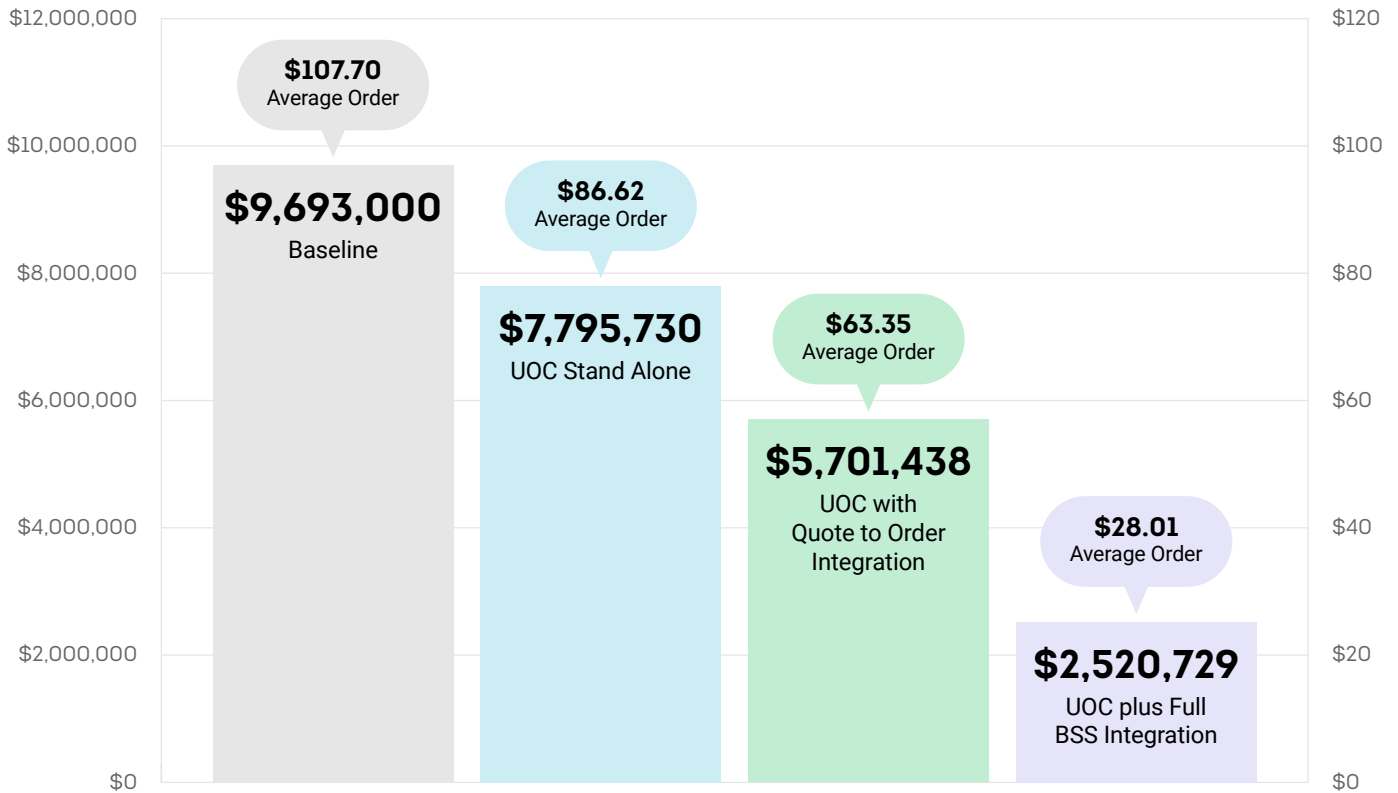 $12,000,000
$10,000,000
$8,000,000
$6,000,000
$4,000,000
$2,000,000
$0
$107.70
Average Order
$9,693,000
Baseline
$86.62
Average Order
$7,795,730
UOC Stand Alone
$63.35
Average Order
$5,701,438
UOC with
Quote to Order
Integration
$28.01
Average Order
$2,520,729
UOC plus Full
BSS Integration
$120
$100
$80
$60
$40
$20
$0